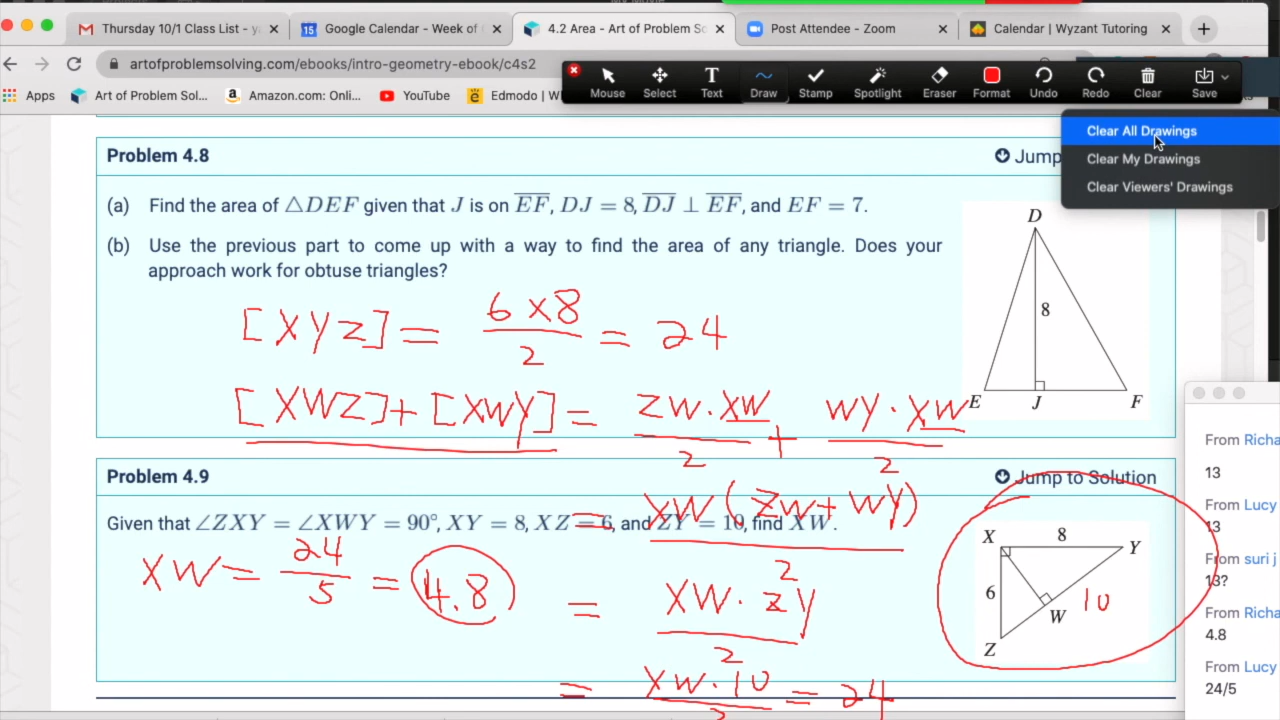 Thursday 10/1 Class List - y
Google Calendar - Week of
4.2 Area - Art of Problem So
Post Attendee - Zoom
Calendar | Wyzant Tutoring
artofproblemsolving.com/ebooks/intro-geometry-ebook/c4s2
Mouse Select Text Draw Stamp Spotlight Eraser Format Undo Redo Clear Save
Apps Art of Problem Sol... Amazon.com: Onli... YouTube Edmodo | W
Clear All Drawings
Clear My Drawings
Clear Viewers' Drawings
Problem 4.8
Jump
(a) Find the area of △DEF given that J is on \overline{EF}, DJ = 8, \overline{DJ} ⊥ \overline{EF}, and EF = 7.
(b) Use the previous part to come up with a way to find the area of any triangle. Does your
approach work for obtuse triangles?
D
8
E J F
[XYZ] = 6×8/2 = 24
[XWZ] + [XWY] = ZW·XW/2 + WY·XW/2
= XW(ZW+WY)/2
= XW·ZY/2
= XW·10/2 = 24
Problem 4.9
Jump to Solution
Given that ∠ZXY = ∠XWY = 90°, XY = 8, XZ = 6, and ZY = 10, find XW.
XW = 24/5 = 4.8
X 8 Y
6
W 10
Z
From Richa
13
From Lucy
13
From suri j
13?
From Richa
4.8
From Lucy
24/5